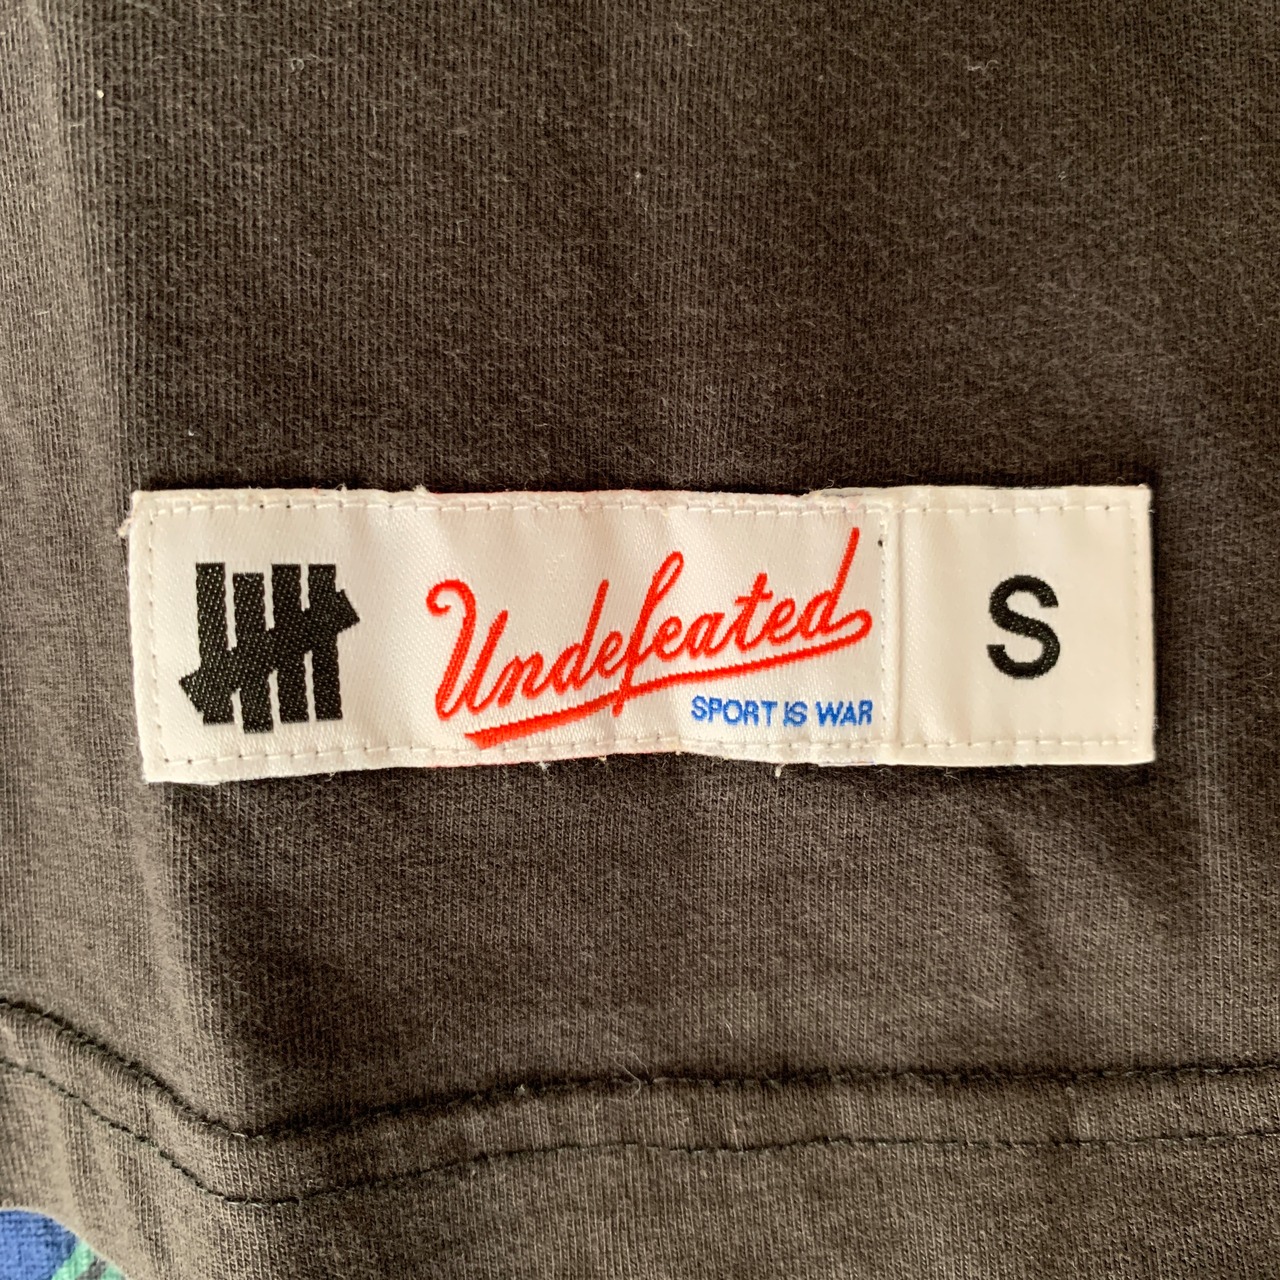 Undefeated
SPORT IS WAR
S